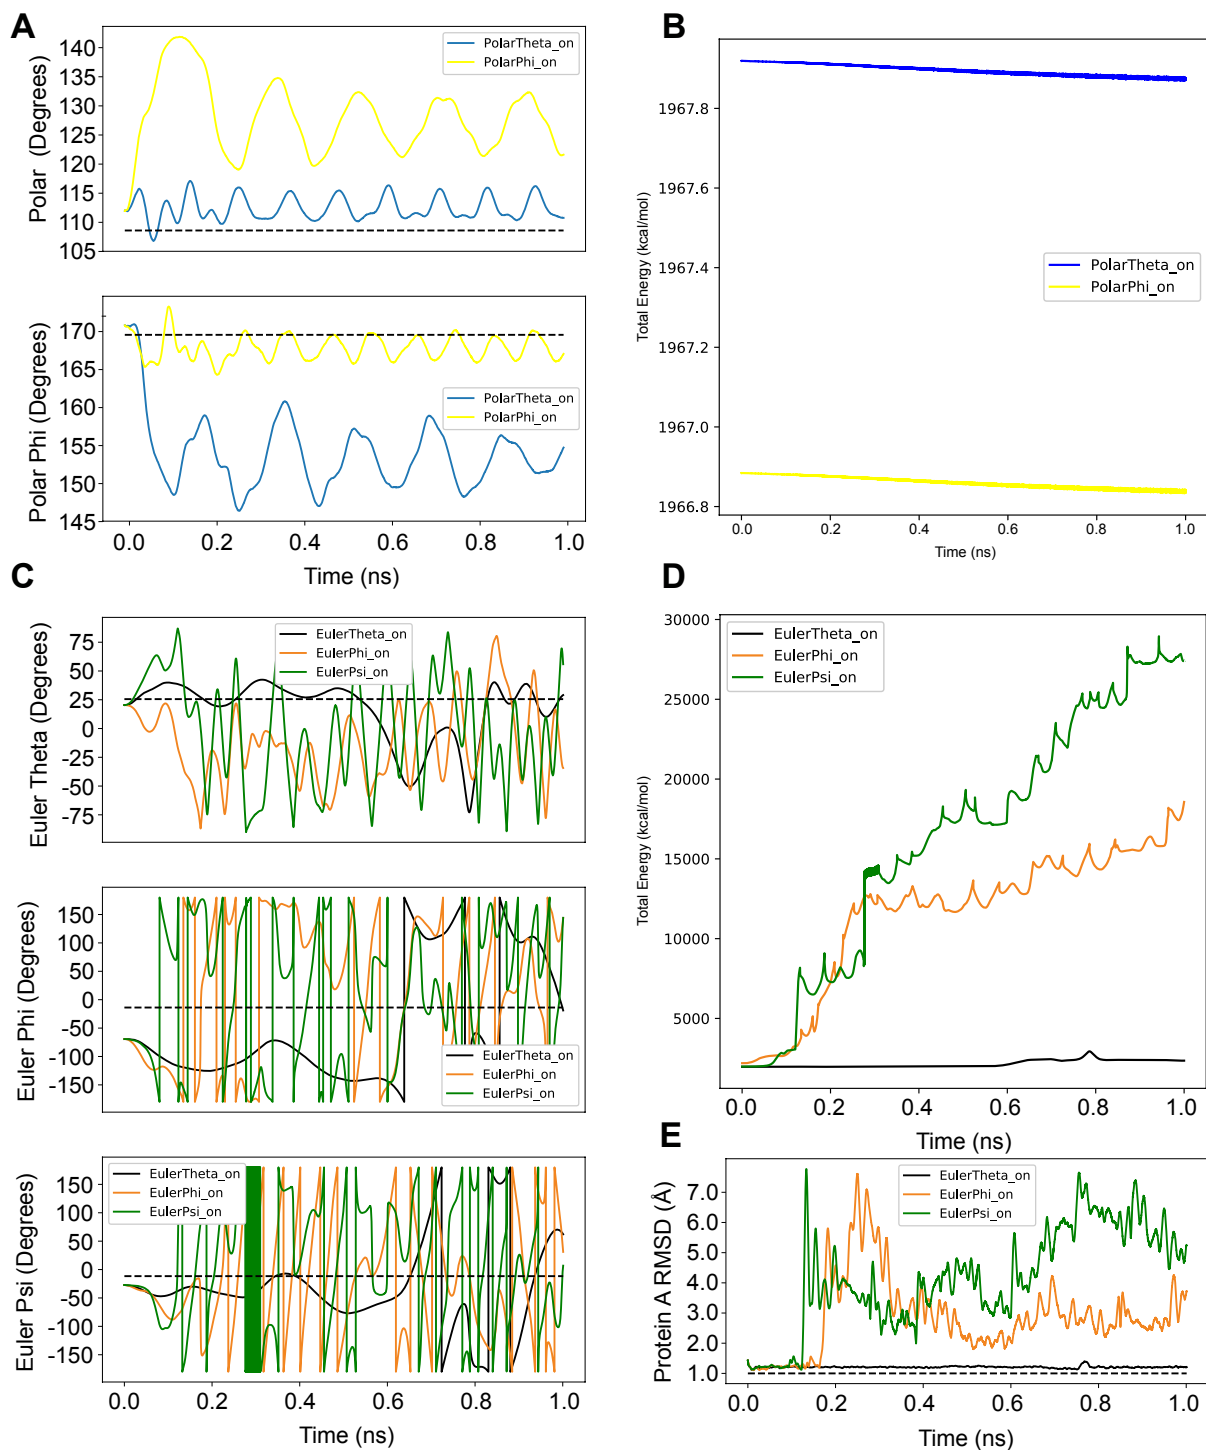 A
Polar (Degrees)
140
135
130
125
120
115
110
105
PolarTheta_on
PolarPhi_on
Polar Phi (Degrees)
170
165
160
155
150
145
PolarTheta_on
PolarPhi_on
0.0 0.2 0.4 0.6 0.8 1.0
Time (ns)
B
Total Energy (kcal/mol)
1967.8
1967.6
1967.4
1967.2
1967.0
1966.8
PolarTheta_on
PolarPhi_on
0.0 0.2 0.4 0.6 0.8 1.0
Time (ns)
C
Euler Theta (Degrees)
75
50
25
0
-25
-50
-75
EulerTheta_on
EulerPhi_on
EulerPsi_on
Euler Phi (Degrees)
150
100
50
0
-50
-100
-150
EulerTheta_on
EulerPhi_on
EulerPsi_on
Euler Psi (Degrees)
150
100
50
0
-50
-100
-150
EulerTheta_on
EulerPhi_on
EulerPsi_on
0.0 0.2 0.4 0.6 0.8 1.0
Time (ns)
D
Total Energy (kcal/mol)
30000
25000
20000
15000
10000
5000
EulerTheta_on
EulerPhi_on
EulerPsi_on
0.0 0.2 0.4 0.6 0.8 1.0
Time (ns)
E
Protein A RMSD (Å)
7.0
6.0
5.0
4.0
3.0
2.0
1.0
EulerTheta_on
EulerPhi_on
EulerPsi_on
0.0 0.2 0.4 0.6 0.8 1.0
Time (ns)